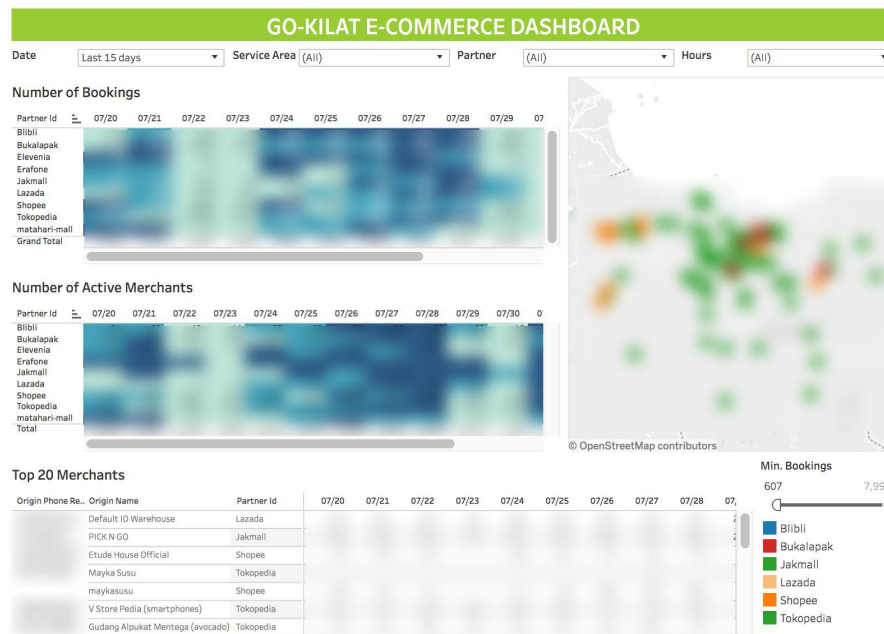 GO-KILAT E-COMMERCE DASHBOARD
Date Last 15 days Service Area (All) Partner (All) Hours (All)
Number of Bookings
Partner Id 07/20 07/21 07/22 07/23 07/24 07/25 07/26 07/27 07/28 07/29 07
Blibli
Bukalapak
Elevenia
Erafone
Jakmall
Lazada
Shopee
Tokopedia
matahari-mall
Grand Total
Number of Active Merchants
Partner Id 07/20 07/21 07/22 07/23 07/24 07/25 07/26 07/27 07/28 07/29 07/30 0
Blibli
Bukalapak
Elevenia
Erafone
Jakmall
Lazada
Shopee
Tokopedia
matahari-mall
Total
© OpenStreetMap contributors
Top 20 Merchants
Origin Phone Re.. Origin Name Partner Id 07/20 07/21 07/22 07/23 07/24 07/25 07/26 07/27 07/28 07,
Default ID Warehouse Lazada
PICK N GO Jakmall
Etude House Official Shopee
Mayka Susu Tokopedia
maykasusu Shopee
V Store Pedia (smartphones) Tokopedia
Gudang Alpukat Mentega (avocado) Tokopedia
Min. Bookings
607 7,99
Blibli
Bukalapak
Jakmall
Lazada
Shopee
Tokopedia